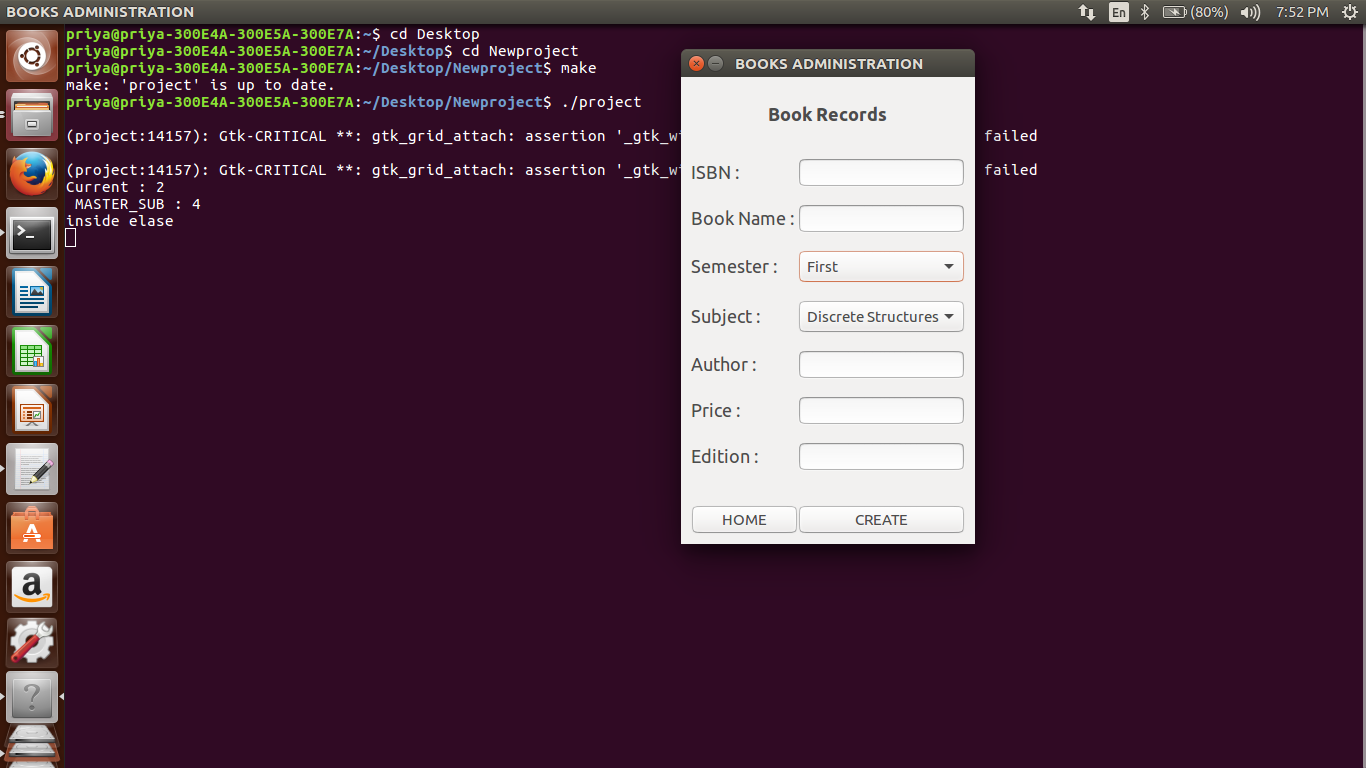 BOOKS ADMINISTRATION En (80%) 7:52 PM
priya@priya-300E4A-300E5A-300E7A:~$ cd Desktop
priya@priya-300E4A-300E5A-300E7A:~/Desktop$ cd Newproject
priya@priya-300E4A-300E5A-300E7A:~/Desktop/Newproject$ make
make: 'project' is up to date.
priya@priya-300E4A-300E5A-300E7A:~/Desktop/Newproject$ ./project
(project:14157): Gtk-CRITICAL **: gtk_grid_attach: assertion '_gtk_wi failed
(project:14157): Gtk-CRITICAL **: gtk_grid_attach: assertion '_gtk_wi failed
Current : 2
MASTER_SUB : 4
inside elase
BOOKS ADMINISTRATION
Book Records
ISBN :
Book Name :
Semester : First
Subject : Discrete Structures
Author :
Price :
Edition :
HOME CREATE